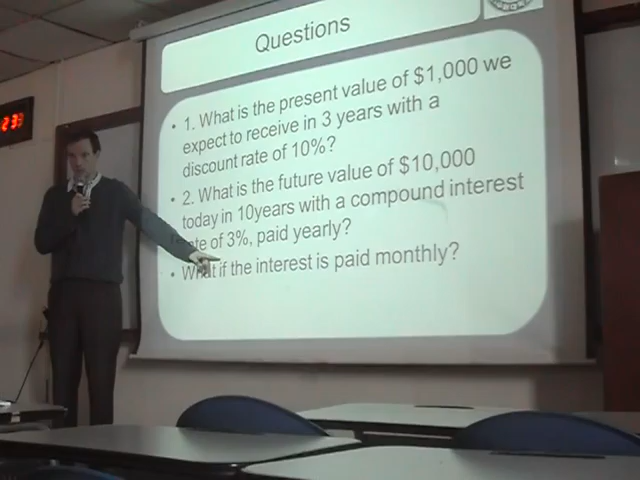 Questions
• 1. What is the present value of $1,000 we
expect to receive in 3 years with a
discount rate of 10%?
• 2. What is the future value of $10,000
today in 10years with a compound interest
rate of 3%, paid yearly?
• What if the interest is paid monthly?
2:33